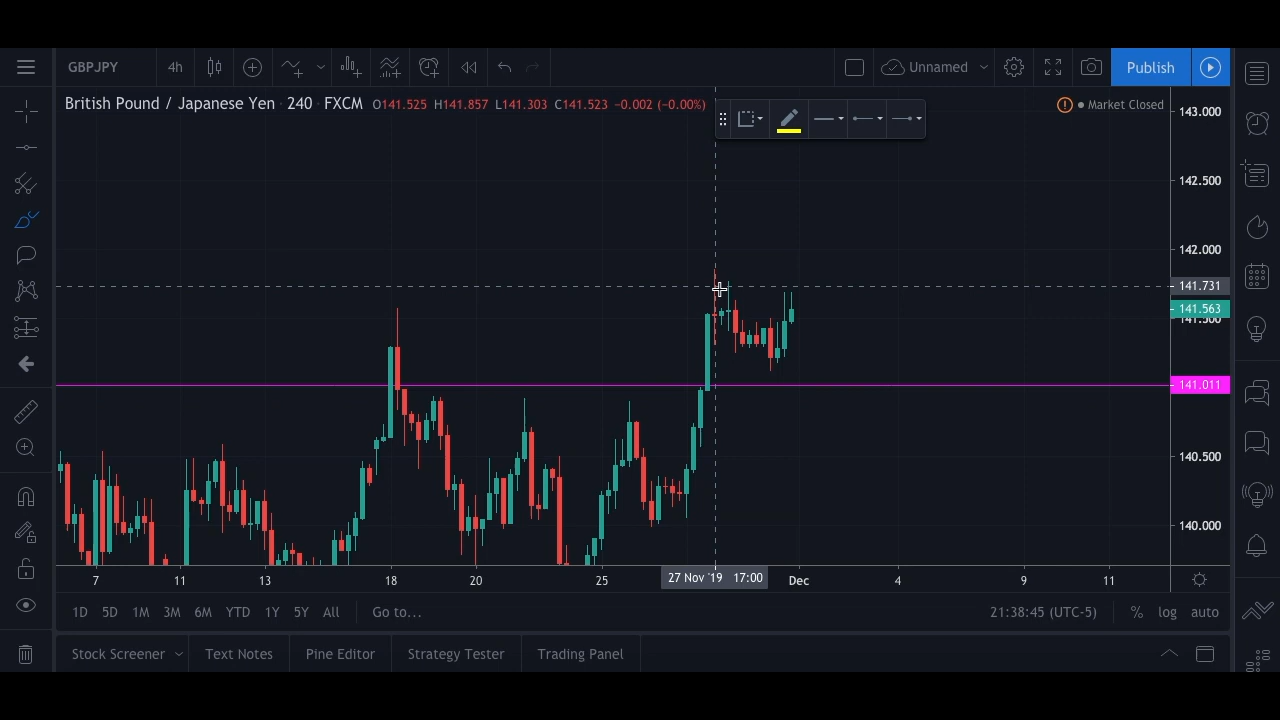 GBPJPY 4h Unnamed Publish
British Pound / Japanese Yen · 240 · FXCM O141.525 H141.857 L141.303 C141.523 −0.002 (−0.00%) Market Closed
143.000
142.500
142.000
141.731
141.563
141.500
141.011
140.500
140.000
7 11 13 18 20 25 27 Nov '19 17:00 Dec 4 9 11
1D 5D 1M 3M 6M YTD 1Y 5Y All Go to... 21:38:45 (UTC-5) % log auto
Stock Screener Text Notes Pine Editor Strategy Tester Trading Panel